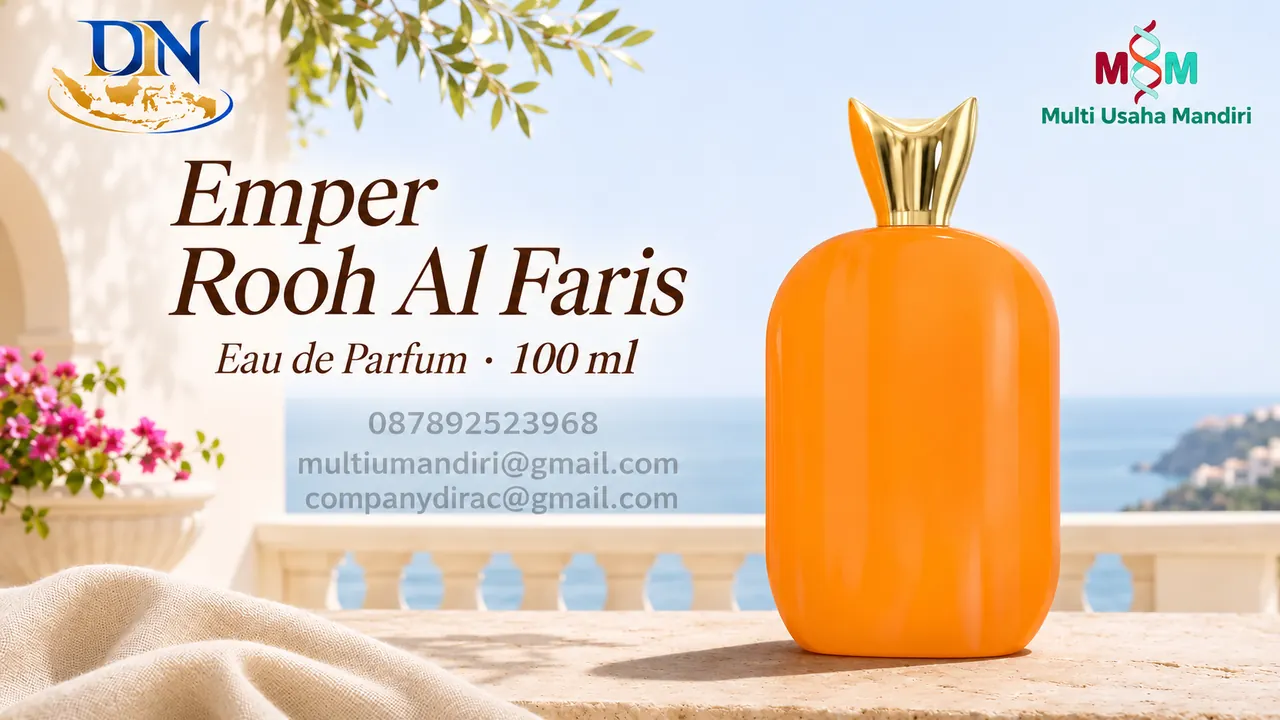 DIN
MSM
Multi Usaha Mandiri
Emper
Rooh Al Faris
Eau de Parfum · 100 ml
087892523968
multiumandiri@gmail.com
companydirac@gmail.com